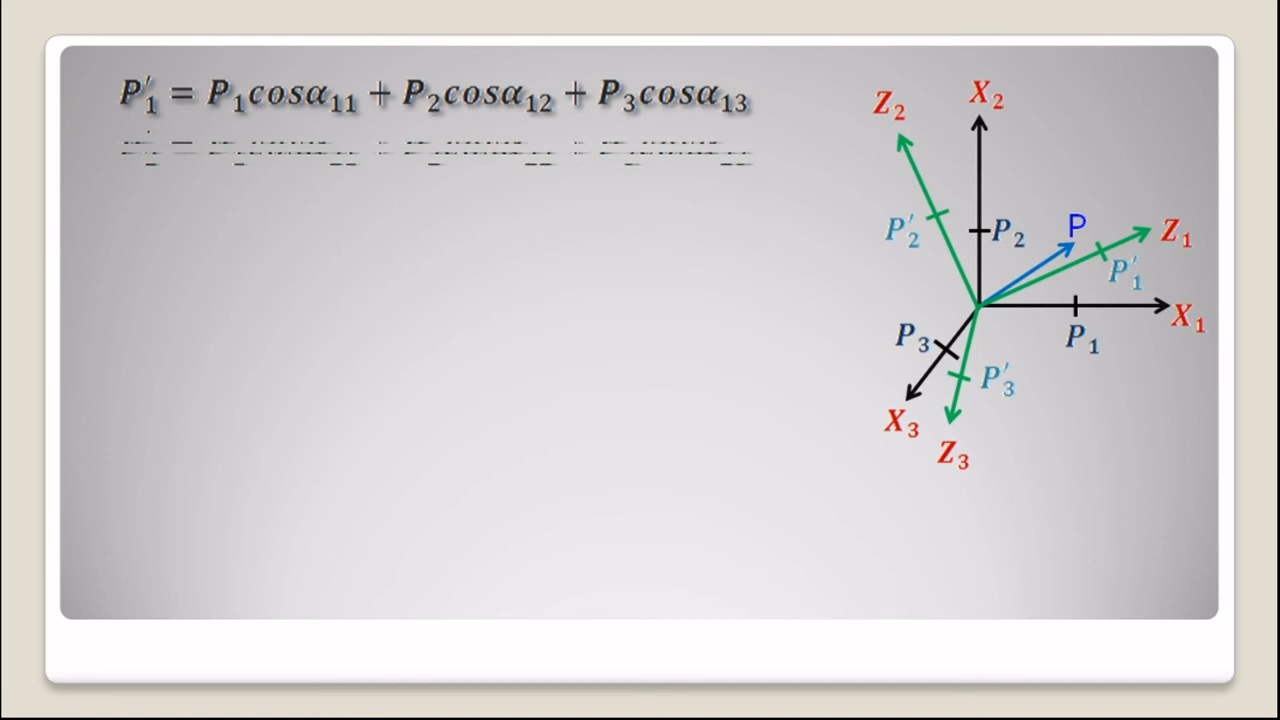 P′₁ = P₁cosα₁₁ + P₂cosα₁₂ + P₃cosα₁₃
Z₂
X₂
P′₂
P₂
P
Z₁
P′₁
X₁
P₃
P₁
P′₃
X₃
Z₃